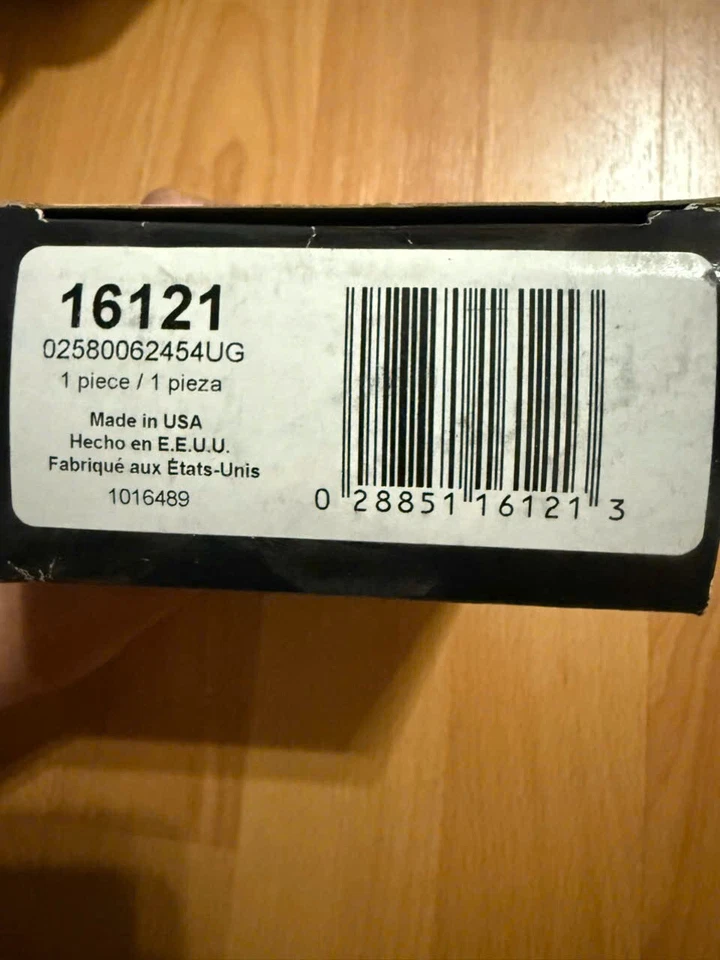 16121
02580062454UG
1 piece / 1 pieza
Made in USA
Hecho en E.E.U.U.
Fabriqué aux États-Unis
1016489
0 28851 16121 3